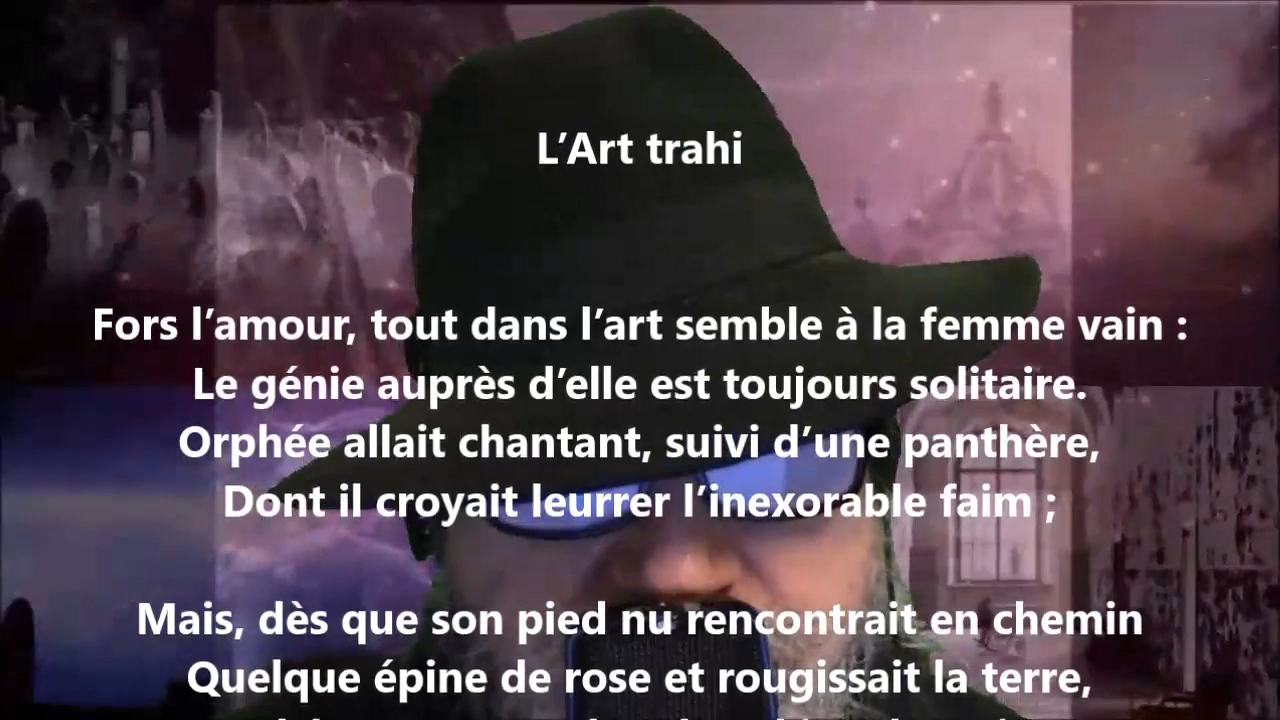 L’Art trahi
Fors l’amour, tout dans l’art semble à la femme vain :
Le génie auprès d’elle est toujours solitaire.
Orphée allait chantant, suivi d’une panthère,
Dont il croyait leurrer l’inexorable faim ;
Mais, dès que son pied nu rencontrait en chemin
Quelque épine de rose et rougissait la terre,